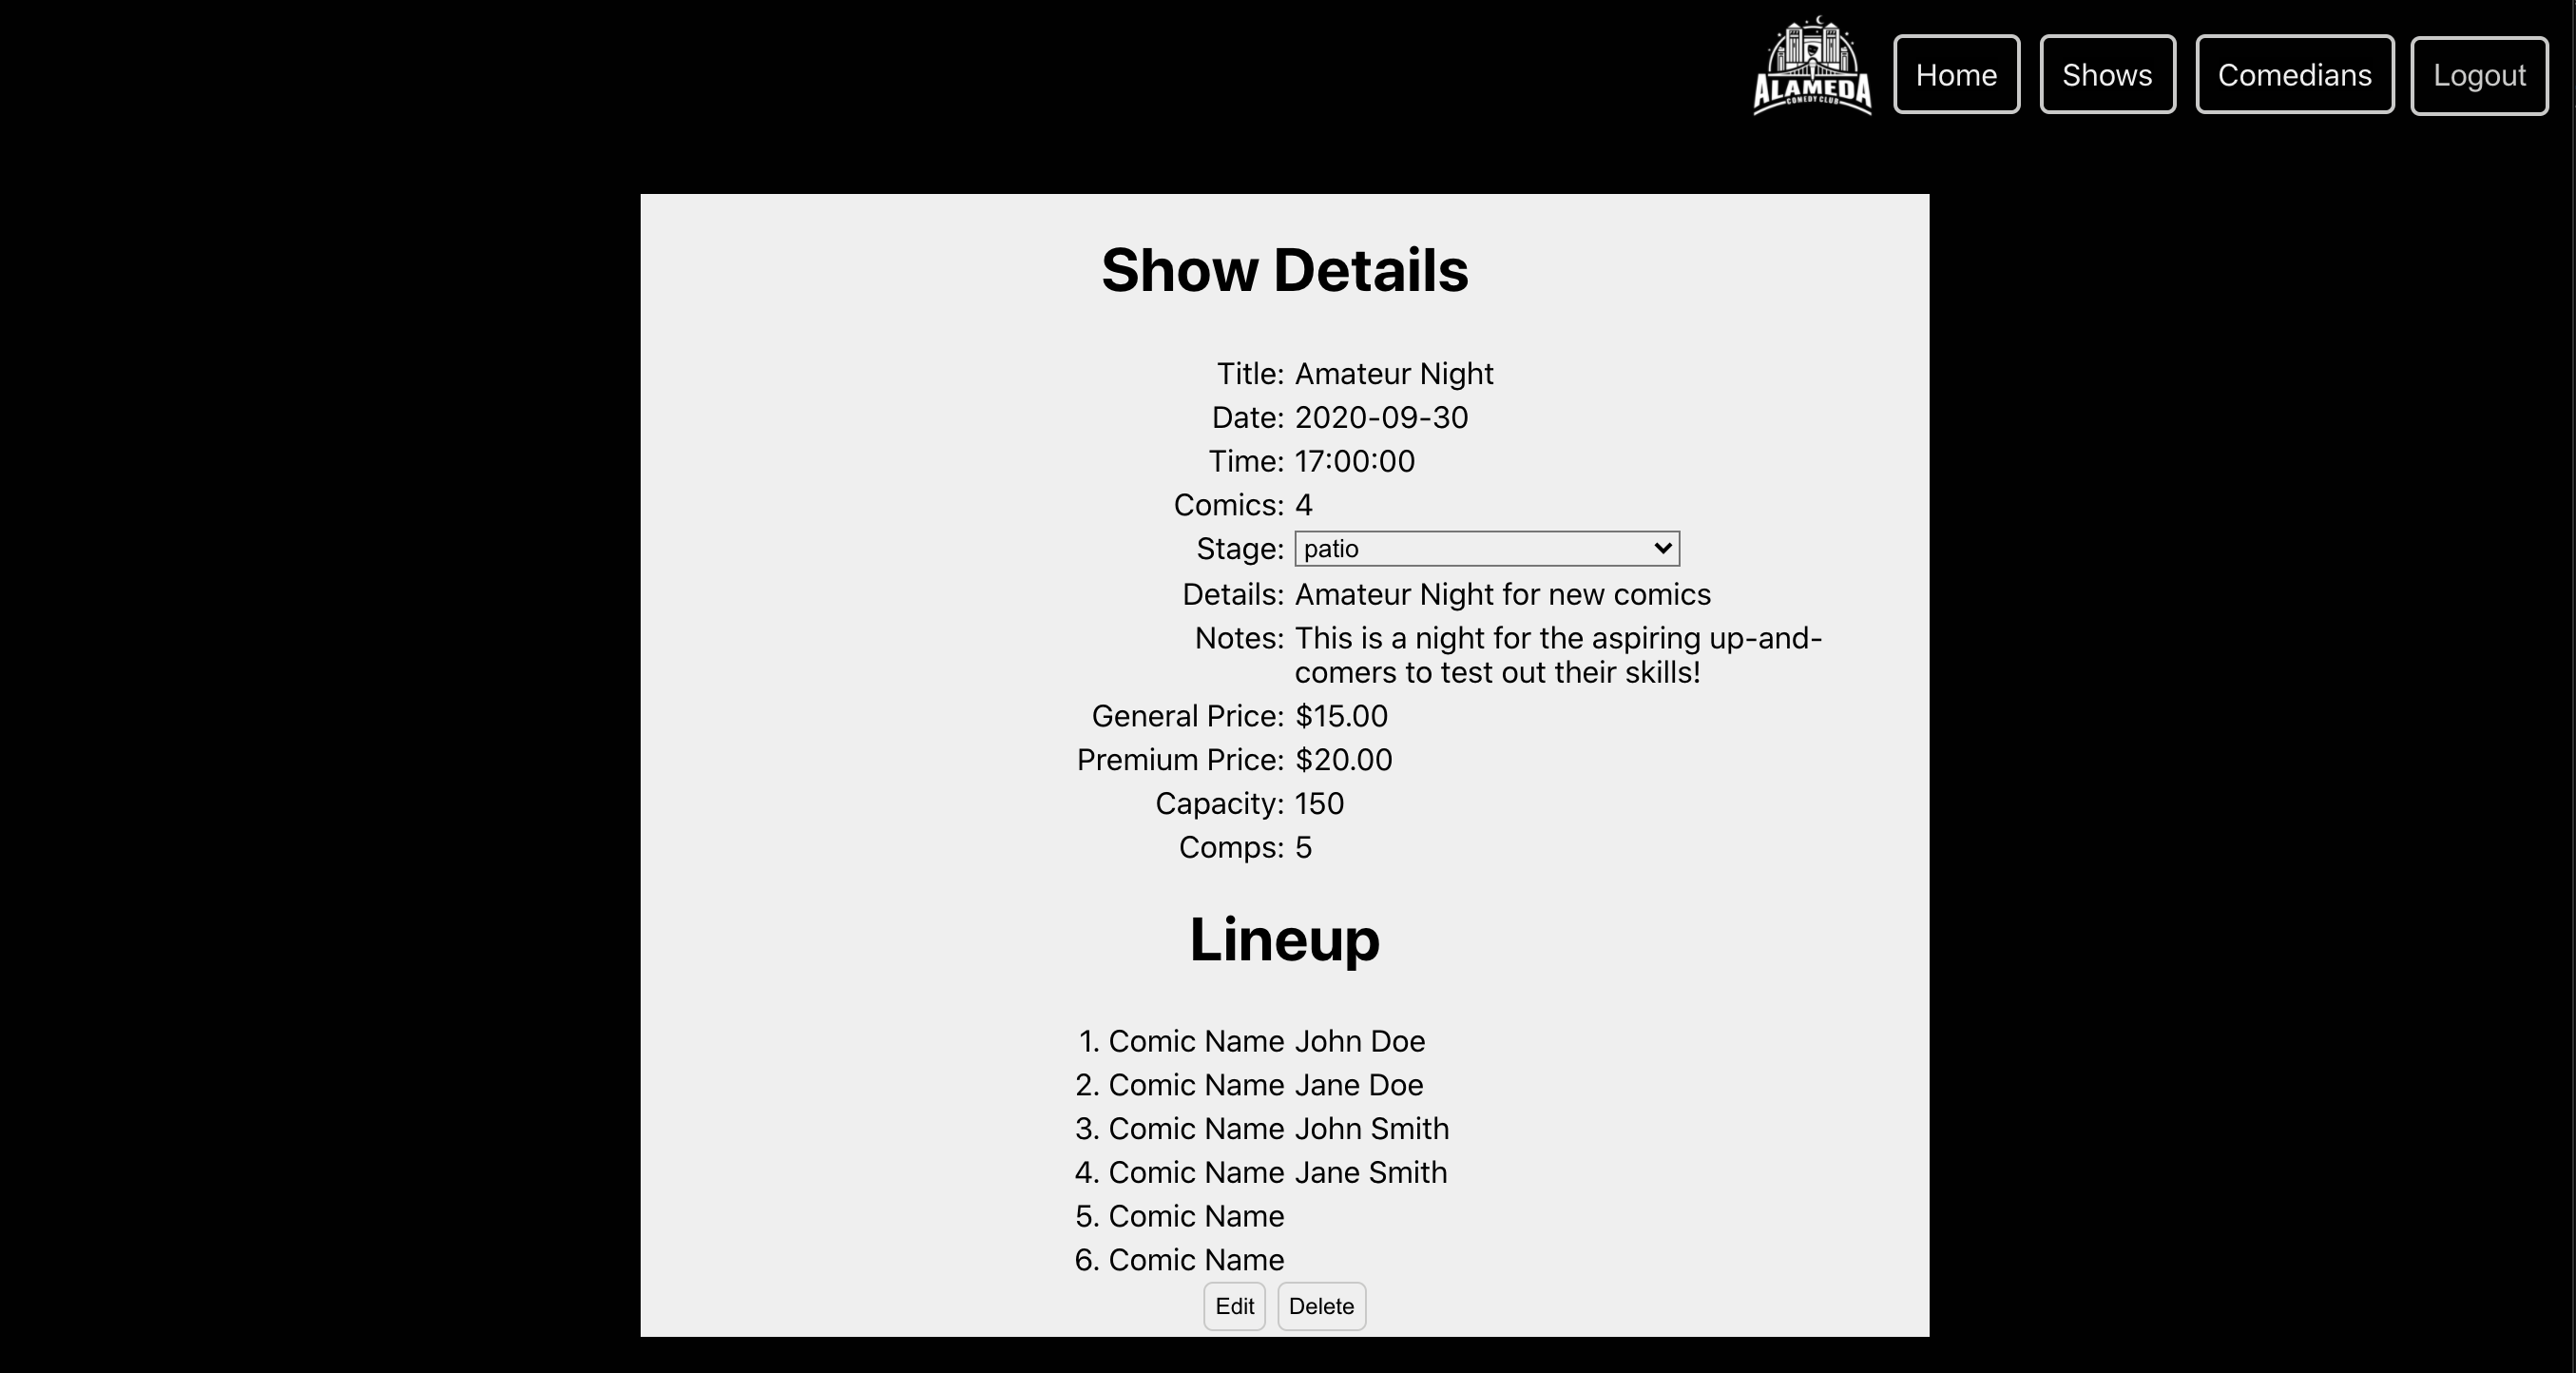 ALAMEDA
COMEDY CLUB
Home
Shows
Comedians
Logout
Show Details
Title: Amateur Night
Date: 2020-09-30
Time: 17:00:00
Comics: 4
Stage: patio
Details: Amateur Night for new comics
Notes: This is a night for the aspiring up-and-
comers to test out their skills!
General Price: $15.00
Premium Price: $20.00
Capacity: 150
Comps: 5
Lineup
1. Comic Name John Doe
2. Comic Name Jane Doe
3. Comic Name John Smith
4. Comic Name Jane Smith
5. Comic Name
6. Comic Name
Edit
Delete